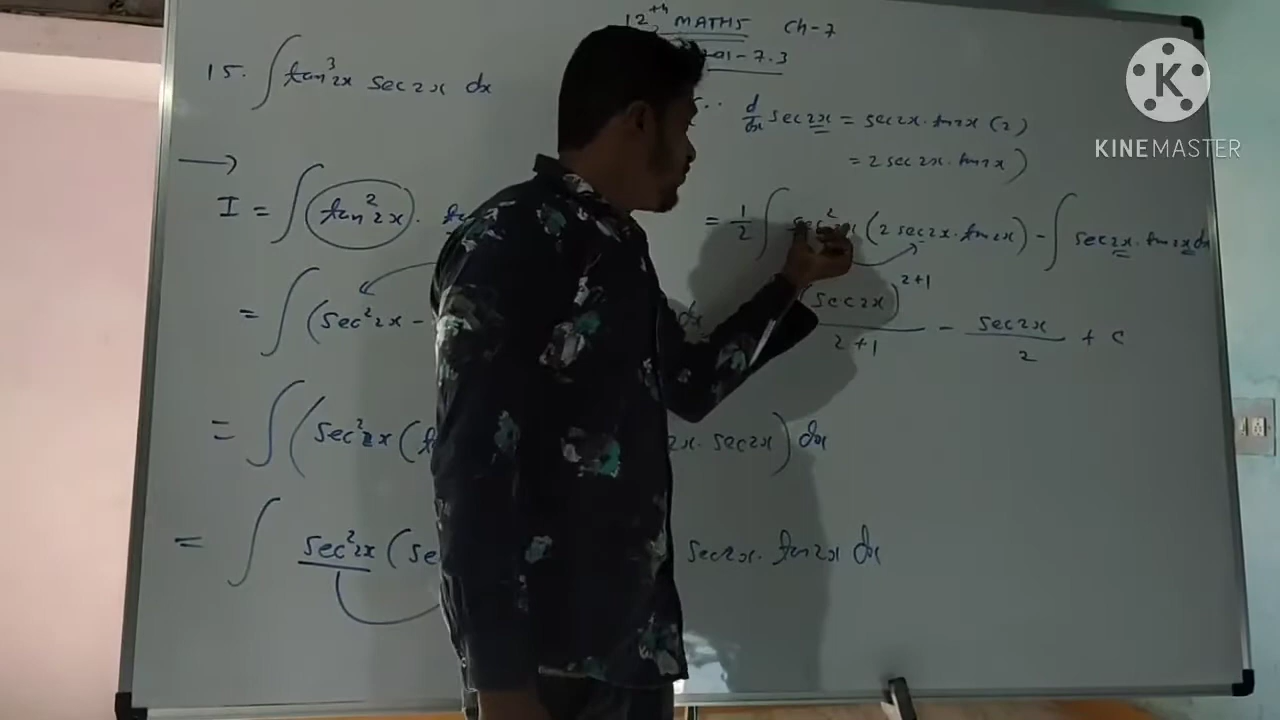 12th MATHS Ch-7
7.3
15. ∫ tan³2x sec2x dx
d/dx sec2x = sec2x · tan2x (2)
= 2 sec2x · tan2x)
I = ∫ tan²2x ·
= 1/2 ∫ sec²2x (2 sec2x · tan2x) - ∫ sec2x · tan2x dx
= ∫ (sec²2x - dx
(sec2x)^(2+1) / 2+1 - sec2x / 2 + c
= ∫ (sec²2x ( 2x · sec2x) dx
= ∫ sec²2x ( sec2x · tan2x dx
K
KINEMASTER